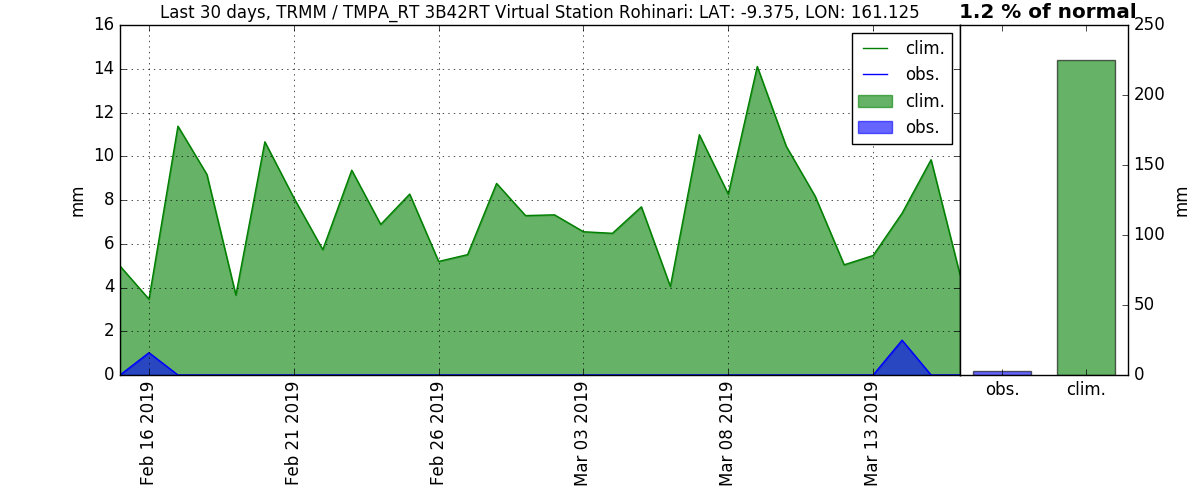 Last 30 days, TRMM / TMPA_RT 3B42RT Virtual Station Rohinari: LAT: -9.375, LON: 161.125
1.2 % of normal
16
14
12
10
8
6
4
2
0
mm
clim.
obs.
clim.
obs.
250
200
150
100
50
0
mm
obs.
clim.
Feb 16 2019
Feb 21 2019
Feb 26 2019
Mar 03 2019
Mar 08 2019
Mar 13 2019